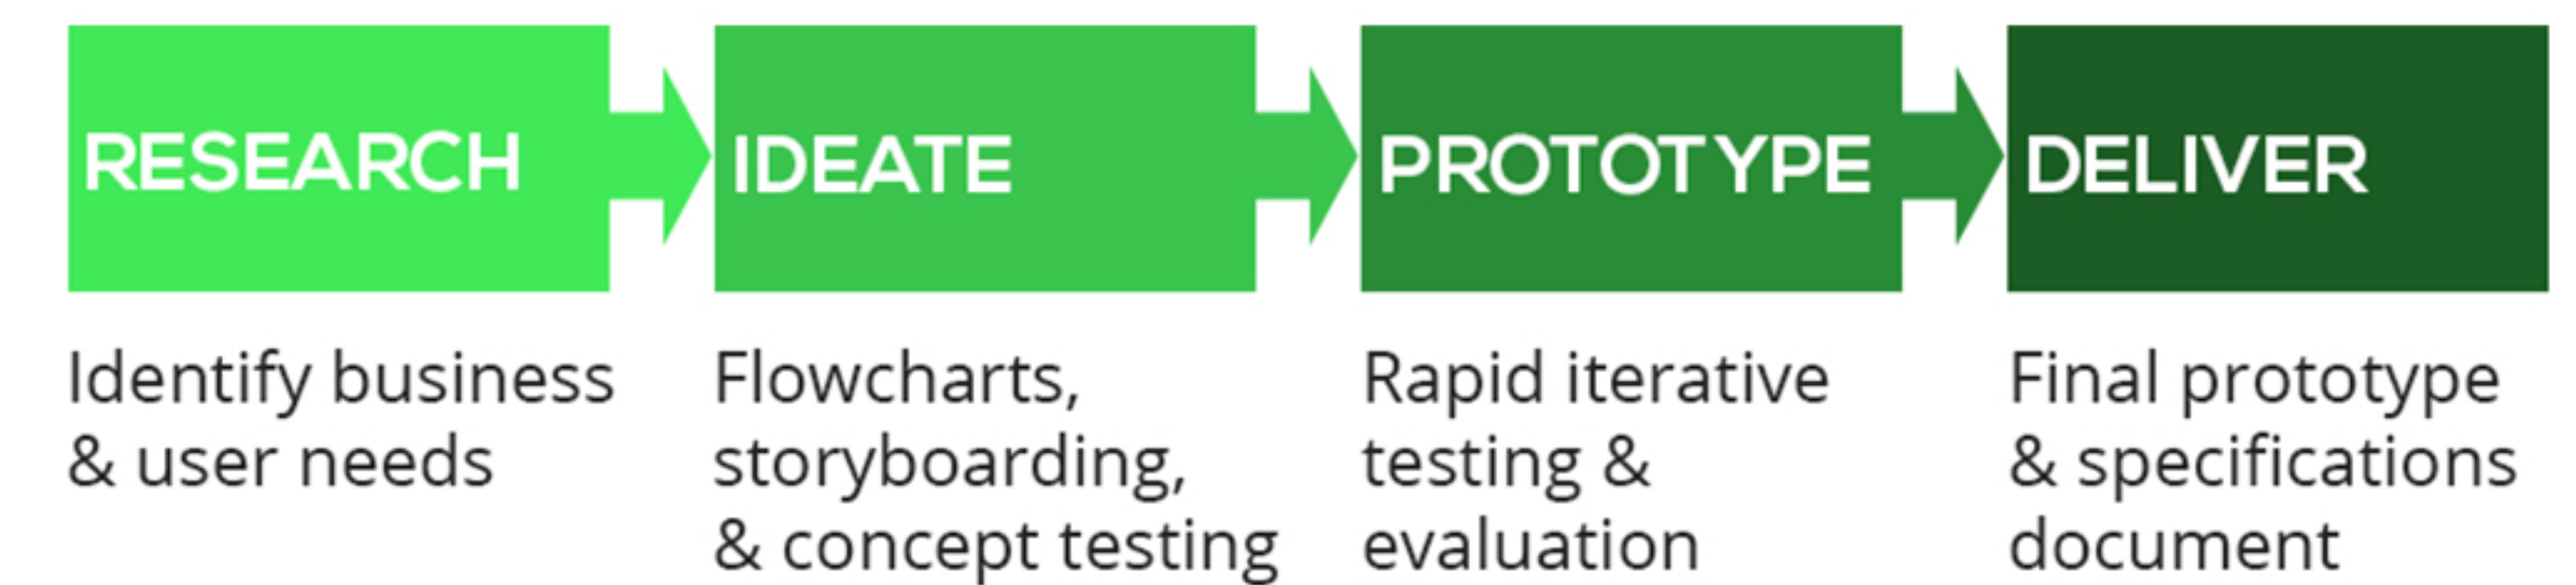 RESEARCH
IDEATE
PROTOTYPE
DELIVER
Identify business
& user needs
Flowcharts,
storyboarding,
& concept testing
Rapid iterative
testing &
evaluation
Final prototype
& specifications
document